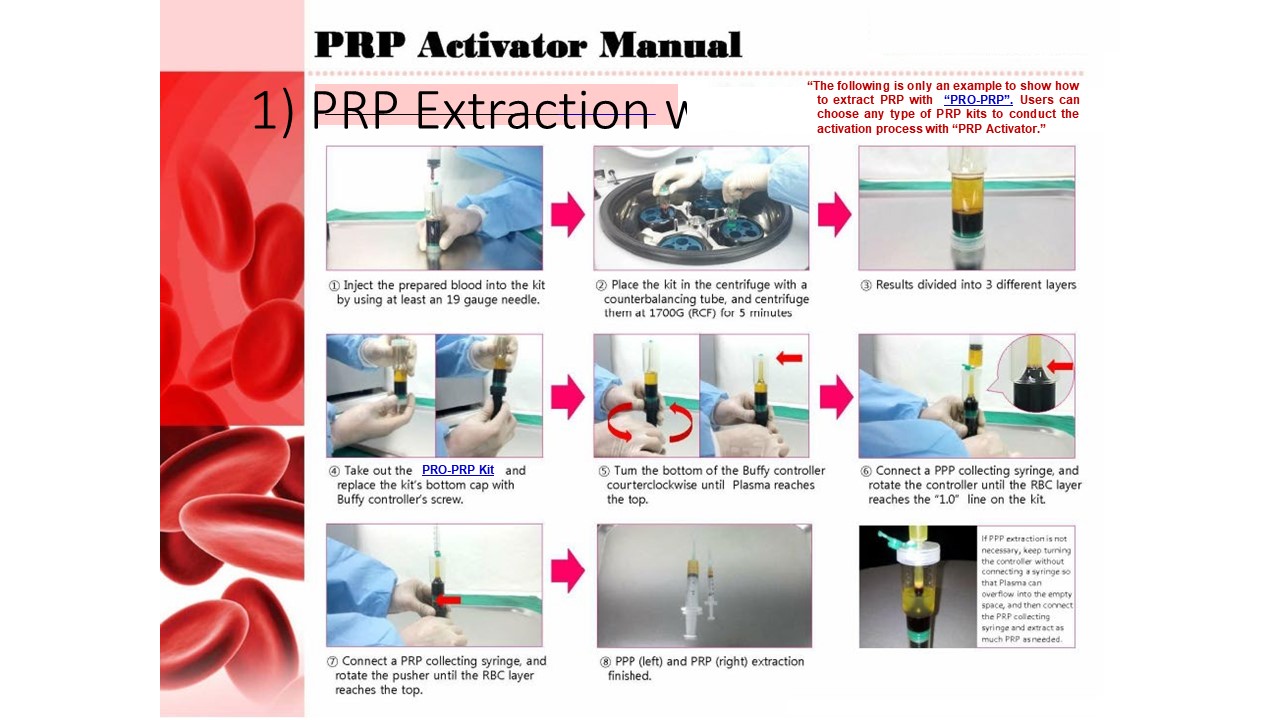 PRP Activator Manual
1) PRP Extraction w
“The following is only an example to show how
to extract PRP with “PRO-PRP”. Users can
choose any type of PRP kits to conduct the
activation process with “PRP Activator.”
① Inject the prepared blood into the kit
by using at least an 19 gauge needle.
② Place the kit in the centrifuge with a
counterbalancing tube, and centrifuge
them at 1700G (RCF) for 5 minutes
③ Results divided into 3 different layers
④ Take out the PRO-PRP Kit and
replace the kit's bottom cap with
Buffy controller's screw.
⑤ Turn the bottom of the Buffy controller
counterclockwise until Plasma reaches
the top.
⑥ Connect a PPP collecting syringe, and
rotate the controller until the RBC layer
reaches the “1.0” line on the kit.
⑦ Connect a PRP collecting syringe, and
rotate the pusher until the RBC layer
reaches the top.
⑧ PPP (left) and PRP (right) extraction
finished.
If PPP extraction is not
necessary, keep turning
the controller without
connecting a syringe so
that Plasma can
overflow into the empty
space, and then connect
the PRP collecting
syringe and extract as
much PRP as needed.